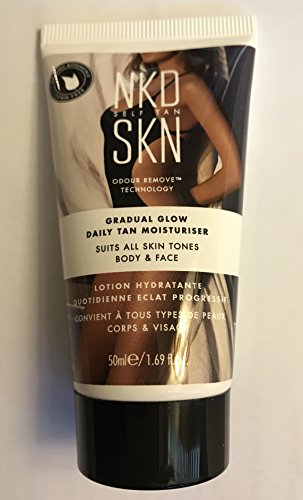 NKD
SELF TAN
SKN
ODOUR REMOVE™
TECHNOLOGY
GRADUAL GLOW
DAILY TAN MOISTURISER
SUITS ALL SKIN TONES
BODY & FACE
LOTION HYDRATANTE
QUOTIDIENNE ECLAT PROGRESSIF
CONVIENT À TOUS TYPES DE PEAUX
CORPS & VISAGE
50ml℮/1.69 fl.